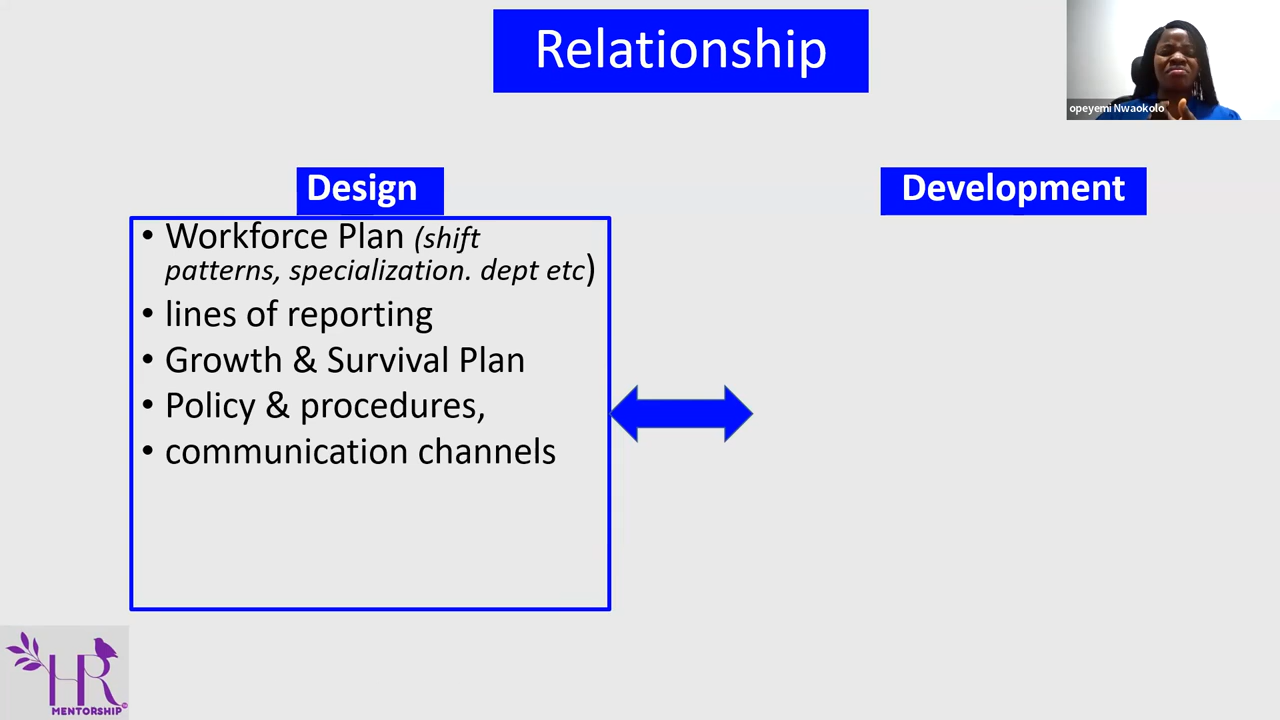 Relationship
opeyemi Nwaokolo
Design
Development
• Workforce Plan (shift
patterns, specialization. dept etc)
• lines of reporting
• Growth & Survival Plan
• Policy & procedures,
• communication channels
HR
MENTORSHIP